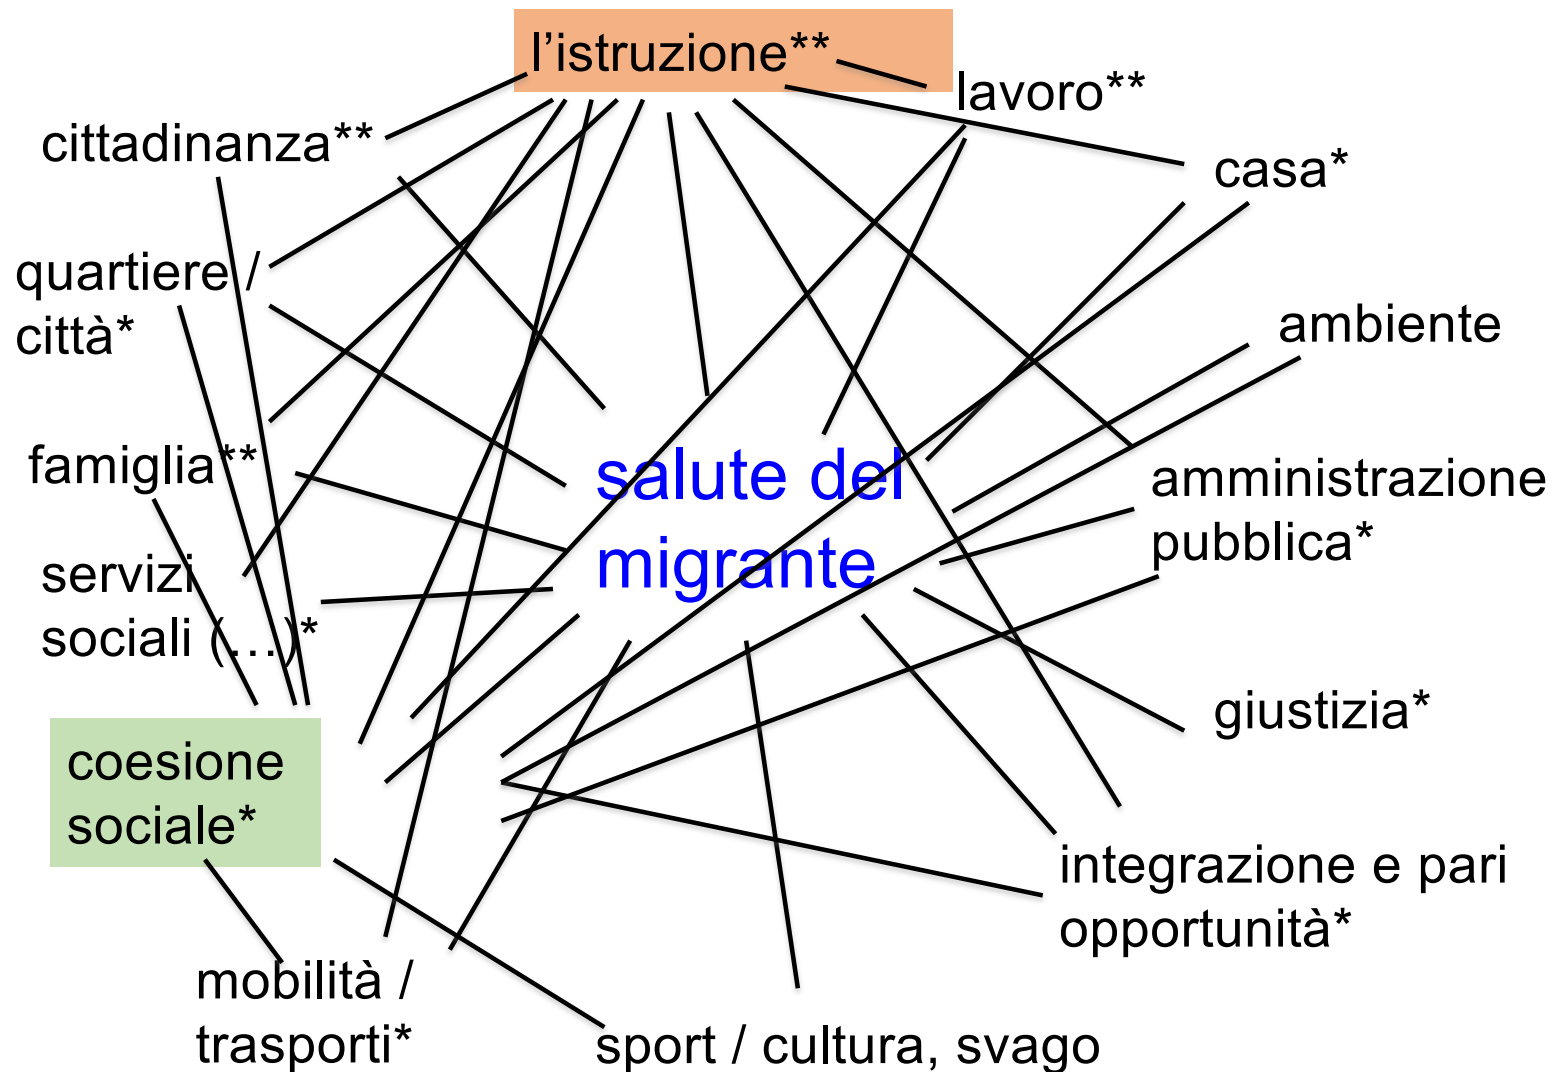 l’istruzione**
lavoro**
cittadinanza**
casa*
quartiere /
città*
ambiente
famiglia**
salute del
migrante
amministrazione
pubblica*
servizi
sociali (…)*
giustizia*
coesione
sociale*
integrazione e pari
opportunità*
mobilità /
trasporti*
sport / cultura, svago